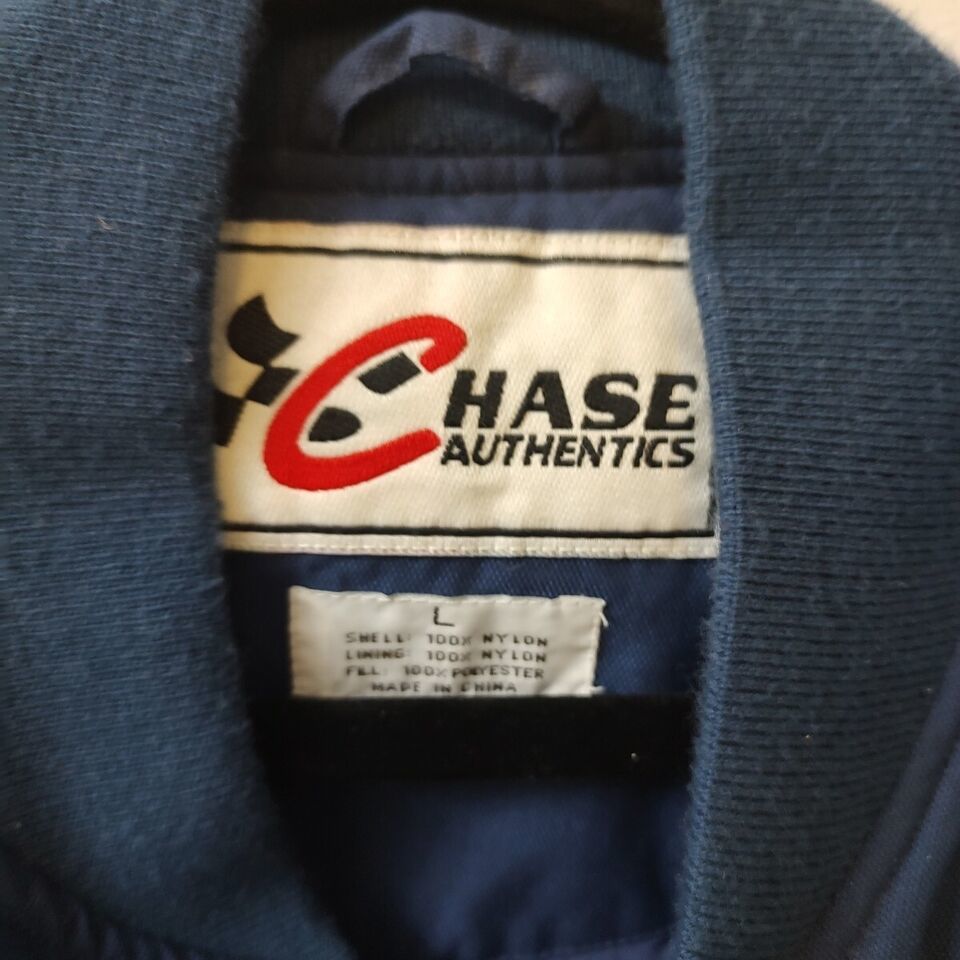 CHASE
AUTHENTICS
L
SHELL: 100% NYLON
LINING: 100% NYLON
FILL: 100% POLYESTER
MADE IN CHINA